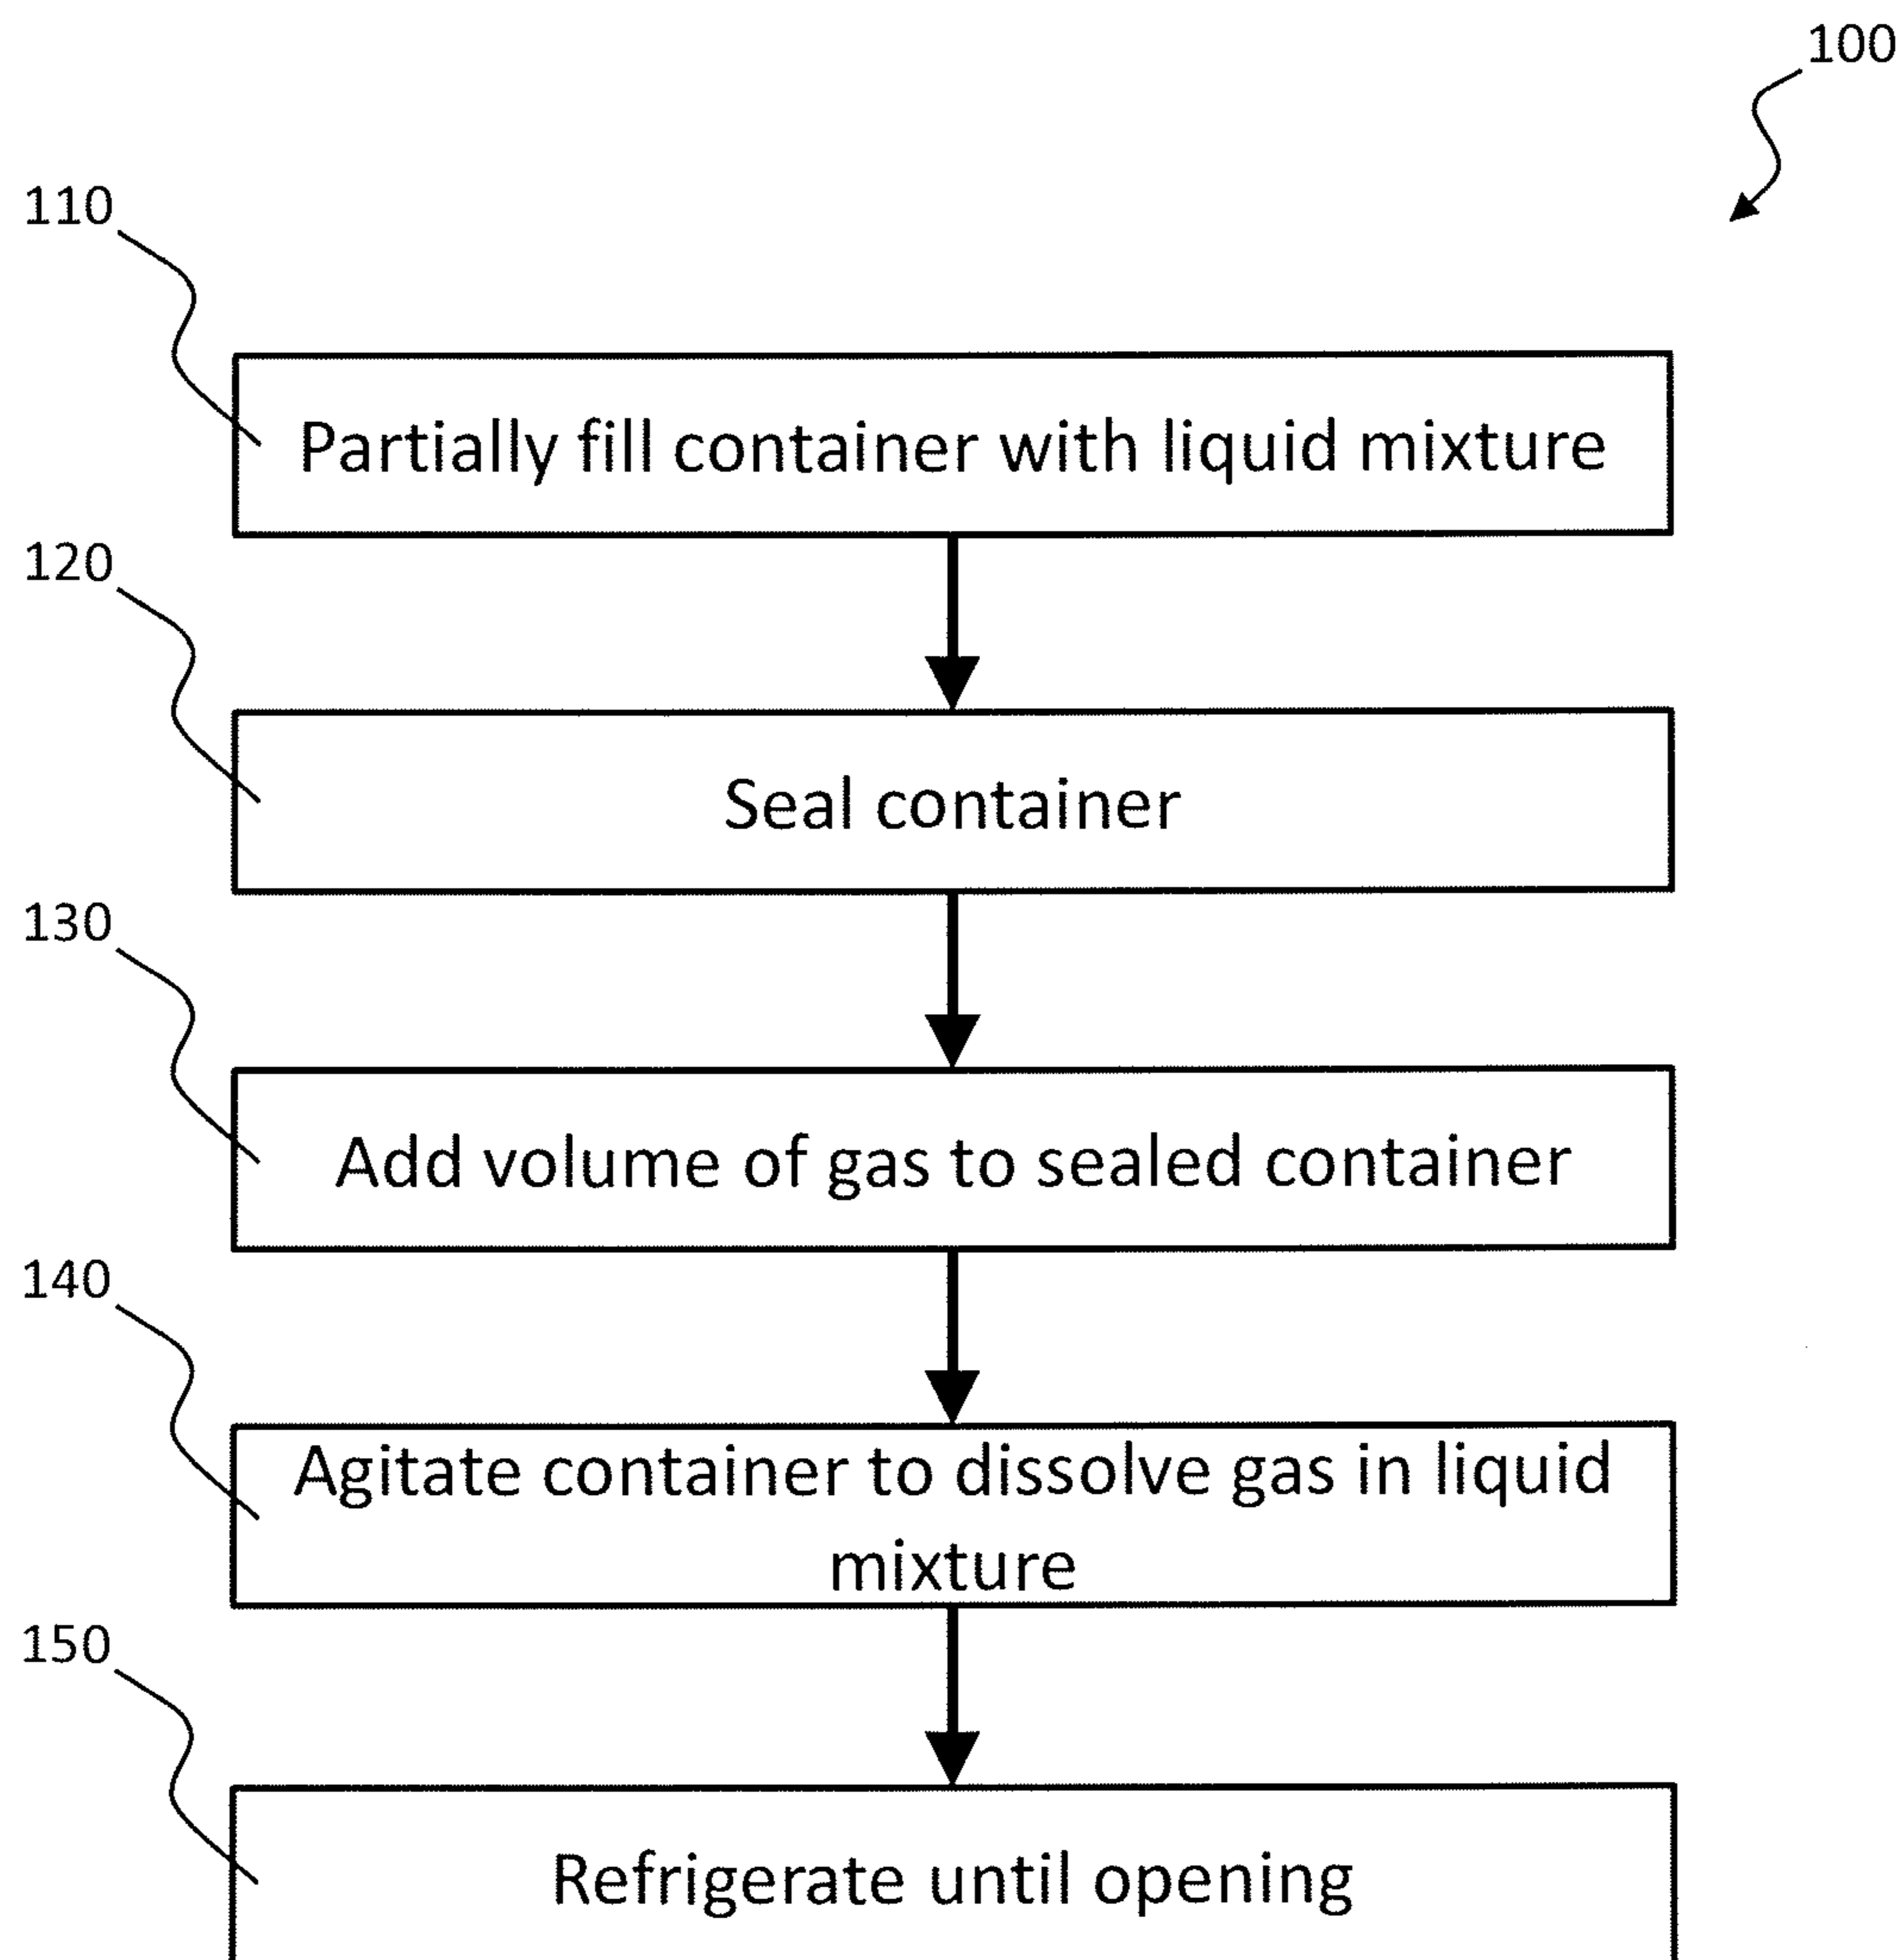 100
110
Partially fill container with liquid mixture
120
Seal container
130
Add volume of gas to sealed container
140
Agitate container to dissolve gas in liquid
mixture
150
Refrigerate until opening